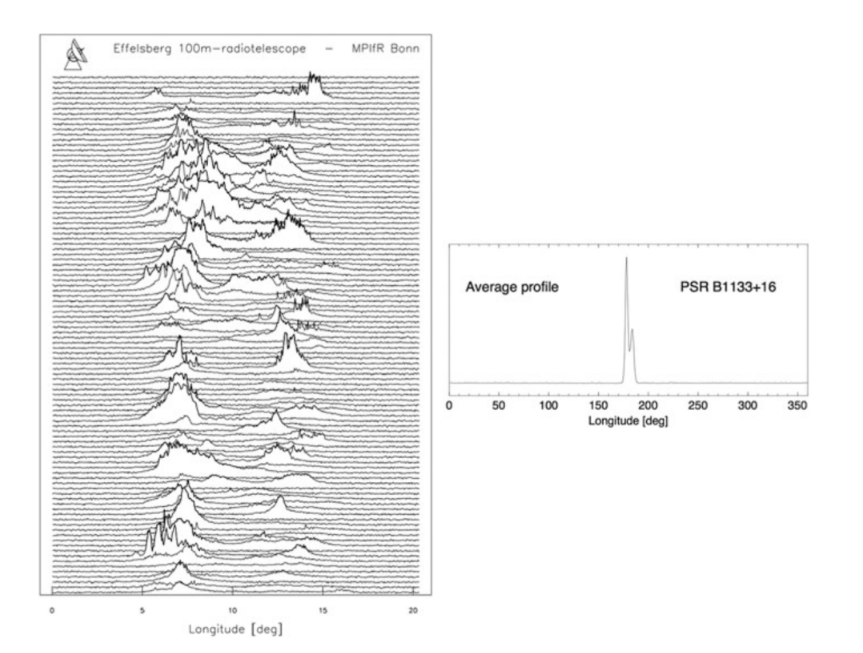 Effelsberg 100m-radiotelescope - MPIfR Bonn
0 5 10 15 20
Longitude [deg]
Average profile PSR B1133+16
0 50 100 150 200 250 300 350
Longitude [deg]